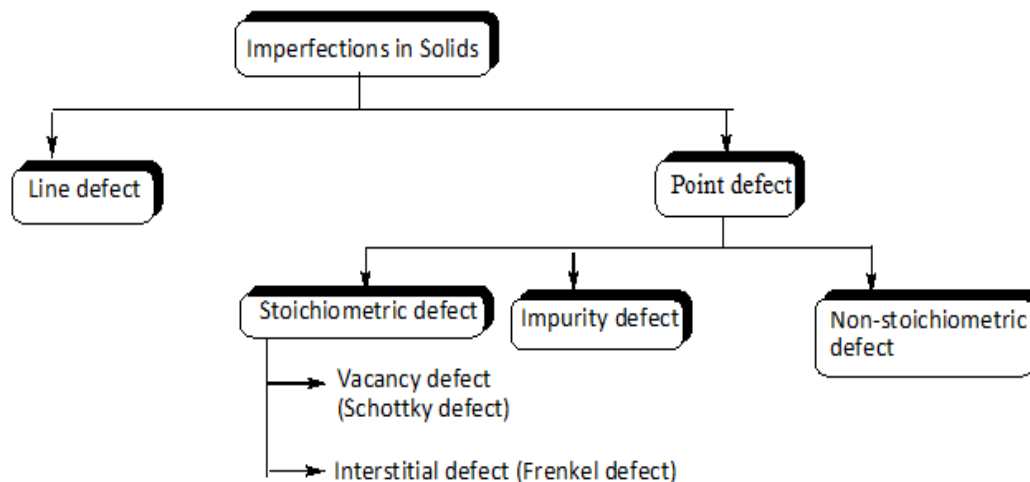 Imperfections in Solids
Line defect
Point defect
Stoichiometric defect
Impurity defect
Non-stoichiometric
defect
Vacancy defect
(Schottky defect)
Interstitial defect (Frenkel defect)